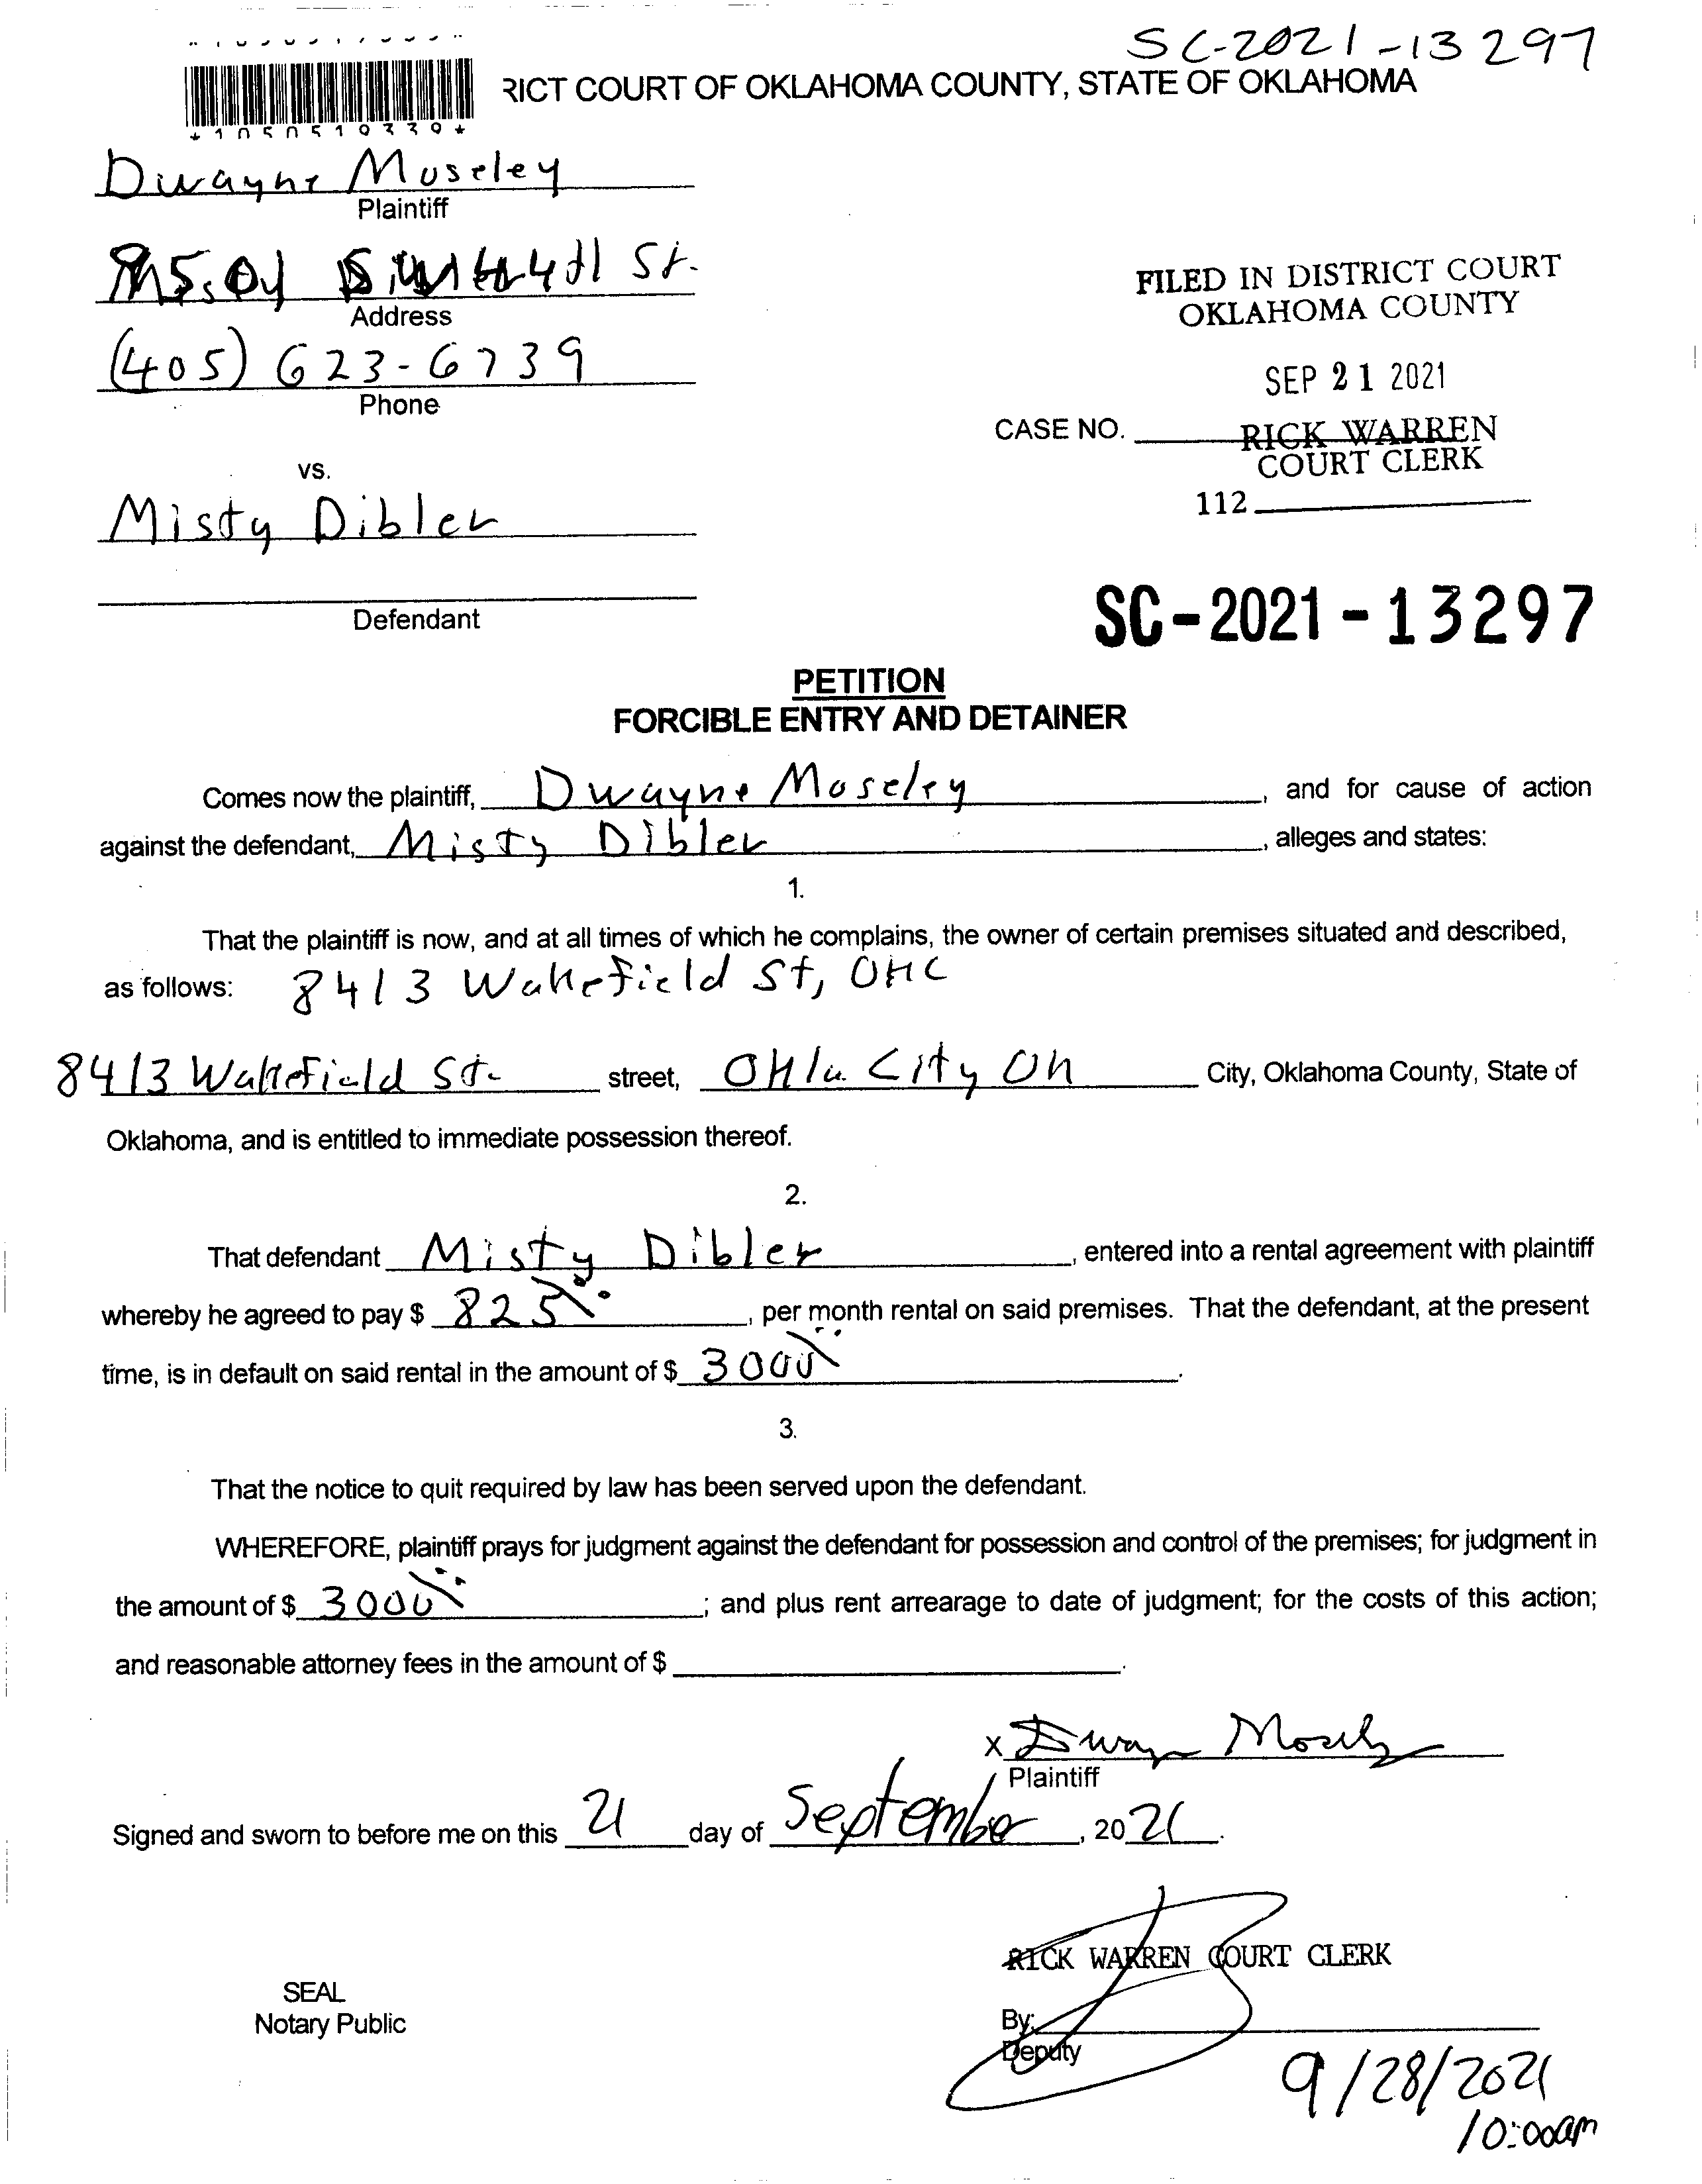 SC-2021-13297
RICT COURT OF OKLAHOMA COUNTY, STATE OF OKLAHOMA
*1050519339*
Dwayne Moseley
Plaintiff
St.
Address
(405) 623-6739
Phone
FILED IN DISTRICT COURT
OKLAHOMA COUNTY
SEP 21 2021
CASE NO. RICK WARREN
COURT CLERK
112
vs.
Misty Dibler
Defendant
SC-2021-13297
PETITION
FORCIBLE ENTRY AND DETAINER
Comes now the plaintiff, Dwayne Moseley, and for cause of action
against the defendant, Misty Dibler, alleges and states:
1.
That the plaintiff is now, and at all times of which he complains, the owner of certain premises situated and described,
as follows: 8413 Wakefield St, OKC
8413 Wakefield St. street, Okla City Ok City, Oklahoma County, State of
Oklahoma, and is entitled to immediate possession thereof.
2.
That defendant Misty Dibler, entered into a rental agreement with plaintiff
whereby he agreed to pay $ 825, per month rental on said premises. That the defendant, at the present
time, is in default on said rental in the amount of $ 3000.
3.
That the notice to quit required by law has been served upon the defendant.
WHEREFORE, plaintiff prays for judgment against the defendant for possession and control of the premises; for judgment in
the amount of $ 3000; and plus rent arrearage to date of judgment; for the costs of this action;
and reasonable attorney fees in the amount of $ .
X Dwayne Moseley
Plaintiff
Signed and sworn to before me on this 21 day of September, 2021.
RICK WARREN COURT CLERK
SEAL
Notary Public
By:
Deputy
9/28/2021
10:00am